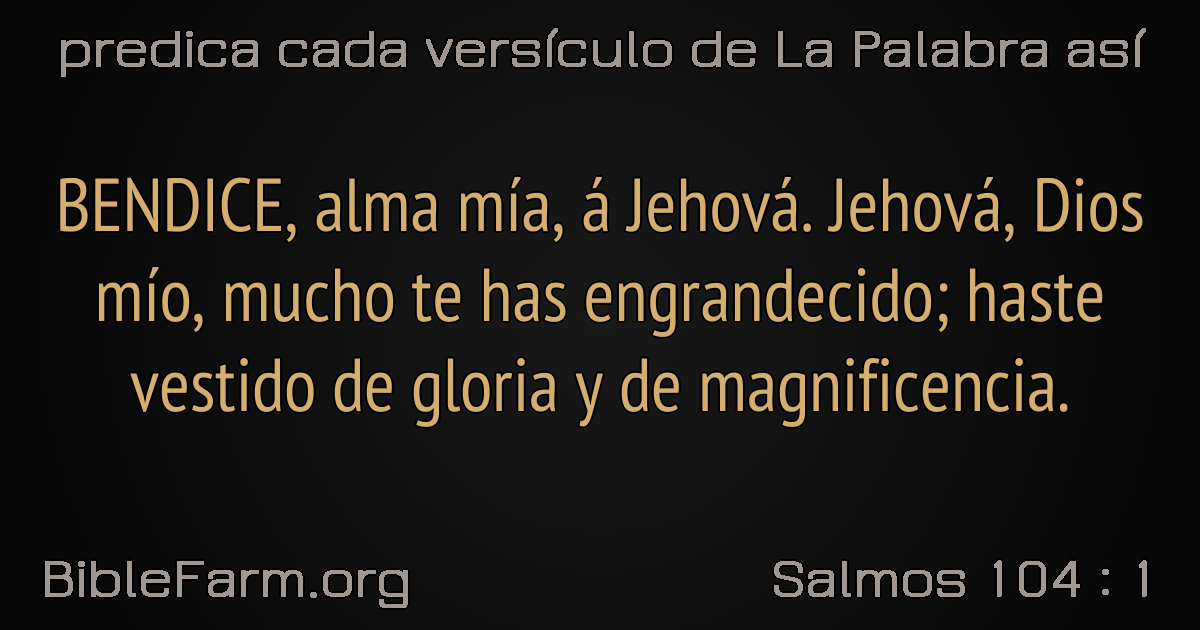 predica cada versículo de La Palabra así
BENDICE, alma mía, á Jehová. Jehová, Dios
mío, mucho te has engrandecido; haste
vestido de gloria y de magnificencia.
BibleFarm.org
Salmos 104 : 1